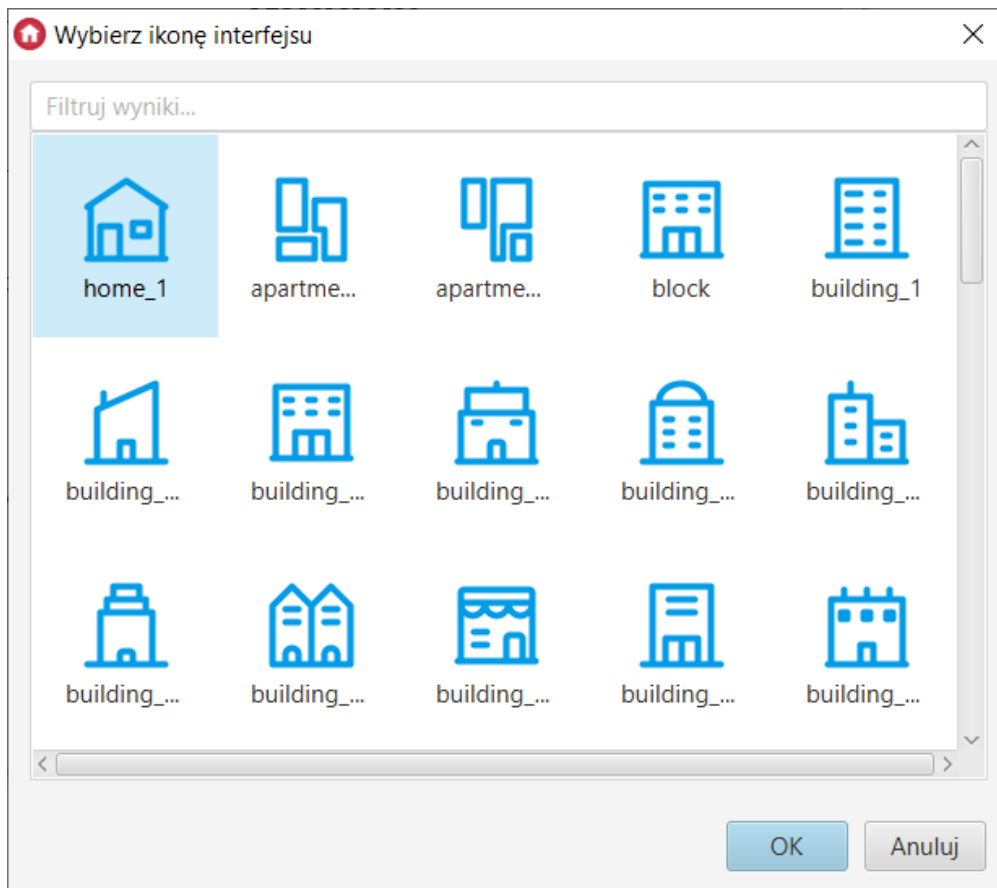 Wybierz ikonę interfejsu
Filtruj wyniki...
home_1 apartme... apartme... block building_1
building_... building_... building_... building_... building_...
building_... building_... building_... building_... building_...
OK Anuluj